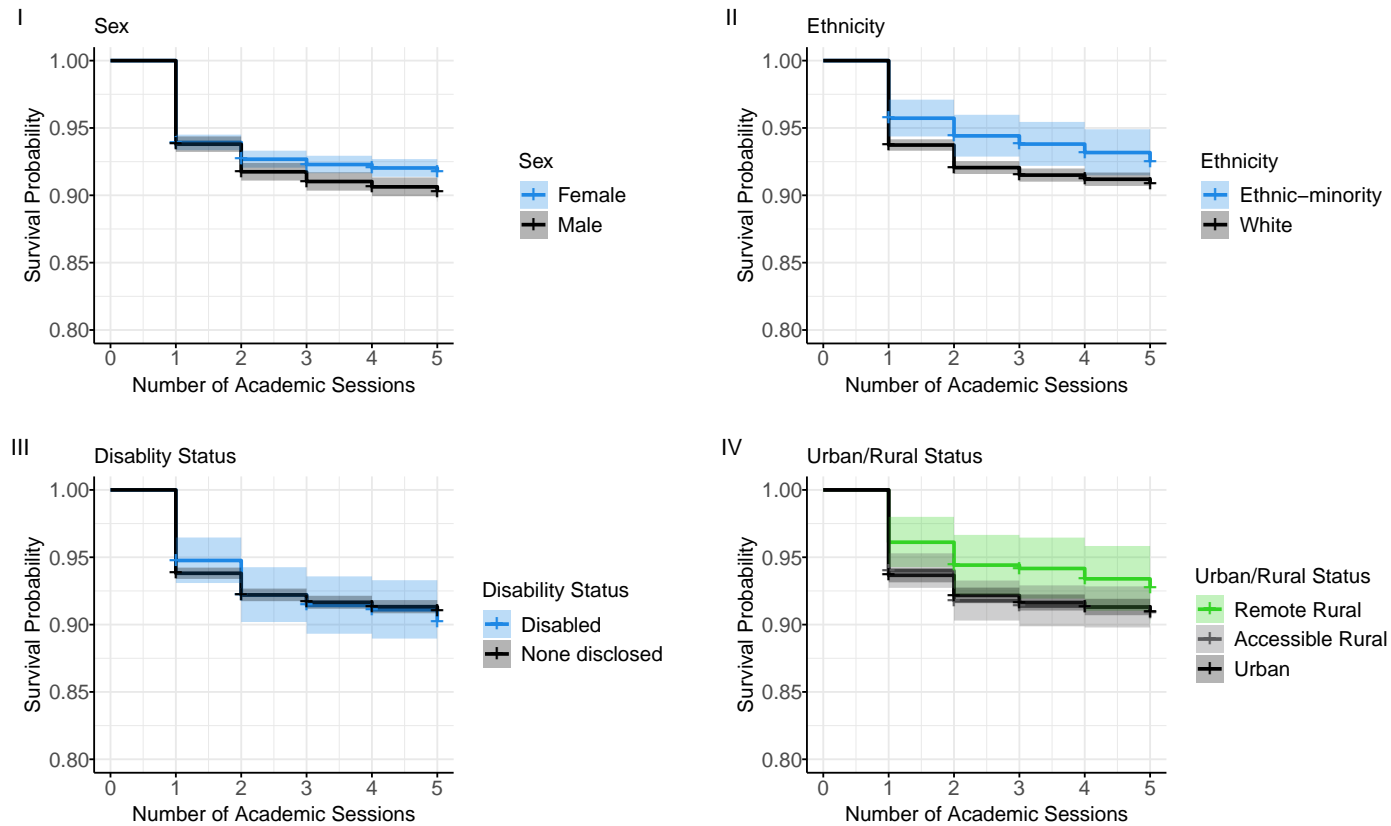 I
Sex
Survival Probability
1.00
0.95
0.90
0.85
0.80
0 1 2 3 4 5
Number of Academic Sessions
Sex
Female
Male
II
Ethnicity
Survival Probability
1.00
0.95
0.90
0.85
0.80
0 1 2 3 4 5
Number of Academic Sessions
Ethnicity
Ethnic−minority
White
III
Disablity Status
Survival Probability
1.00
0.95
0.90
0.85
0.80
0 1 2 3 4 5
Number of Academic Sessions
Disability Status
Disabled
None disclosed
IV
Urban/Rural Status
Survival Probability
1.00
0.95
0.90
0.85
0.80
0 1 2 3 4 5
Number of Academic Sessions
Urban/Rural Status
Remote Rural
Accessible Rural
Urban